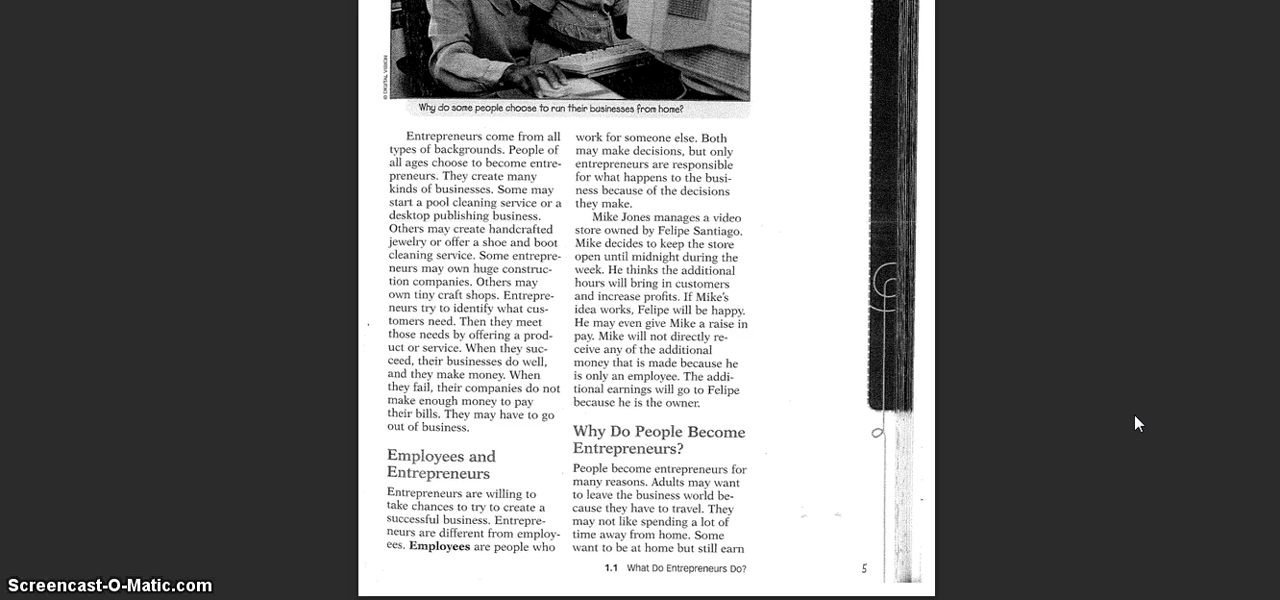 © DIGITAL VISION
Why do some people choose to run their businesses from home?
Entrepreneurs come from all
types of backgrounds. People of
all ages choose to become entre-
preneurs. They create many
kinds of businesses. Some may
start a pool cleaning service or a
desktop publishing business.
Others may create handcrafted
jewelry or offer a shoe and boot
cleaning service. Some entrepre-
neurs may own huge construc-
tion companies. Others may
own tiny craft shops. Entrepre-
neurs try to identify what cus-
tomers need. Then they meet
those needs by offering a prod-
uct or service. When they suc-
ceed, their businesses do well,
and they make money. When
they fail, their companies do not
make enough money to pay
their bills. They may have to go
out of business.
Employees and
Entrepreneurs
Entrepreneurs are willing to
take chances to try to create a
successful business. Entrepre-
neurs are different from employ-
ees. Employees are people who
work for someone else. Both
may make decisions, but only
entrepreneurs are responsible
for what happens to the busi-
ness because of the decisions
they make.
Mike Jones manages a video
store owned by Felipe Santiago.
Mike decides to keep the store
open until midnight during the
week. He thinks the additional
hours will bring in customers
and increase profits. If Mike's
idea works, Felipe will be happy.
He may even give Mike a raise in
pay. Mike will not directly re-
ceive any of the additional
money that is made because he
is only an employee. The addi-
tional earnings will go to Felipe
because he is the owner.
Why Do People Become
Entrepreneurs?
People become entrepreneurs for
many reasons. Adults may want
to leave the business world be-
cause they have to travel. They
may not like spending a lot of
time away from home. Some
want to be at home but still earn
1.1 What Do Entrepreneurs Do? 5
Screencast-O-Matic.com